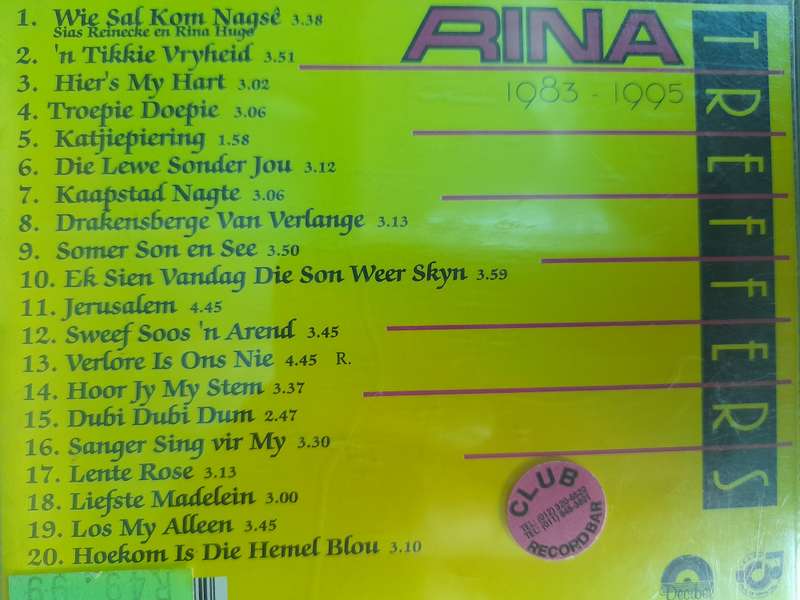 1. Wie Sal Kom Nagsê 3.38
Sias Reinecke en Rina Hugo
2. 'n Tikkie Vryheid 3.51
3. Hier's My Hart 3.02
4. Troepie Doepie 3.06
5. Katjiepiering 1.58
6. Die Lewe Sonder Jou 3.12
7. Kaapstad Nagte 3.06
8. Drakensberge Van Verlange 3.13
9. Somer Son en See 3.50
10. Ek Sien Vandag Die Son Weer Skyn 3.59
11. Jerusalem 4.45
12. Sweef Soos 'n Arend 3.45
13. Verlore Is Ons Nie 4.45 R.
14. Hoor Jy My Stem 3.37
15. Dubi Dubi Dum 2.47
16. Sanger Sing vir My 3.30
17. Lente Rose 3.13
18. Liefste Madelein 3.00
19. Los My Alleen 3.45
20. Hoekom Is Die Hemel Blou 3.10
RINA
1983 - 1995
TREFFERS
CLUB
TEL: (012)
TEL: (011)
RECORD BAR
Decibel
R49.99